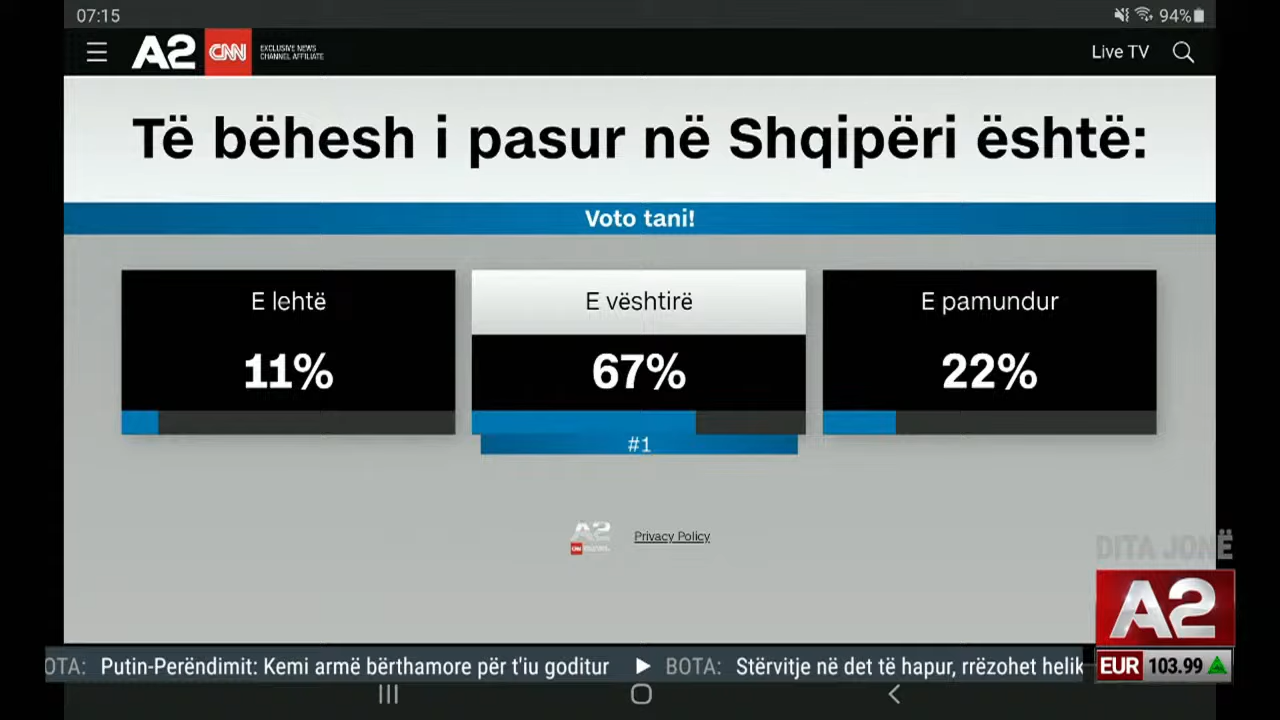 07:15
94%
A2 CNN EXCLUSIVE NEWS
CHANNEL AFFILIATE
Live TV
Të bëhesh i pasur në Shqipëri është:
Voto tani!
E lehtë
11%
E vështirë
67%
#1
E pamundur
22%
A2
CNN
Privacy Policy
DITA JONË
A2
OTA: Putin-Perëndimit: Kemi armë bërthamore për t'iu goditur ▶ BOTA: Stërvitje në det të hapur, rrëzohet helik
EUR 103.99